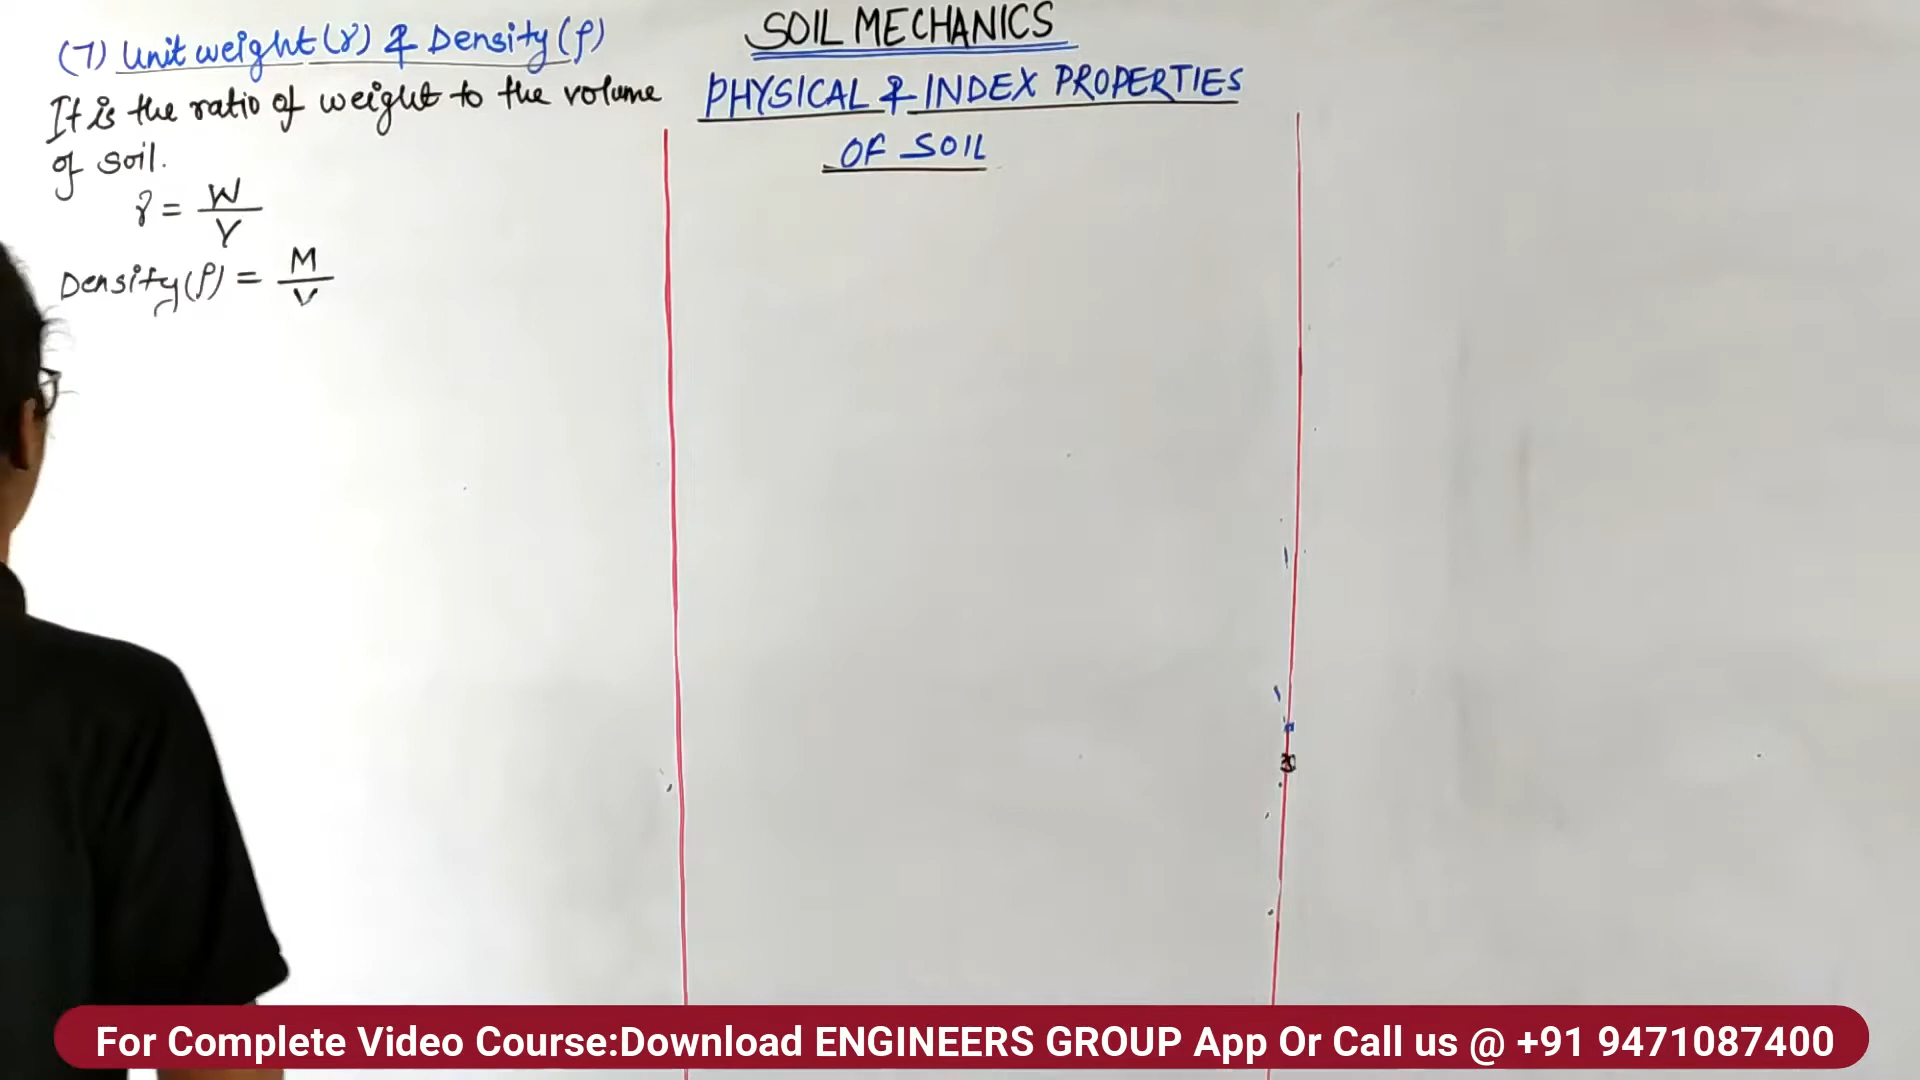 (7) Unit weight (γ) & Density (ρ)
It is the ratio of weight to the volume
of soil.
γ = W/V
Density (ρ) = M/V
SOIL MECHANICS
PHYSICAL & INDEX PROPERTIES
OF SOIL
For Complete Video Course:Download ENGINEERS GROUP App Or Call us @ +91 9471087400